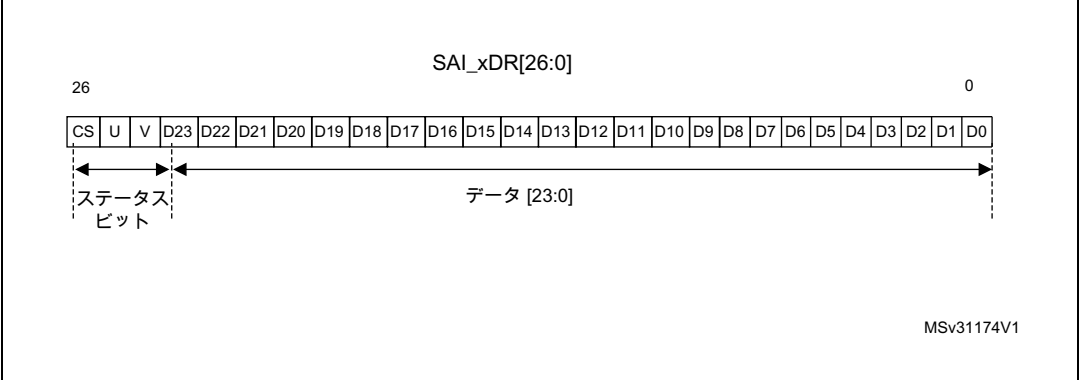 SAI_xDR[26:0]
26 0
CS U V D23 D22 D21 D20 D19 D18 D17 D16 D15 D14 D13 D12 D11 D10 D9 D8 D7 D6 D5 D4 D3 D2 D1 D0
ステータス データ [23:0]
ビット
MSv31174V1